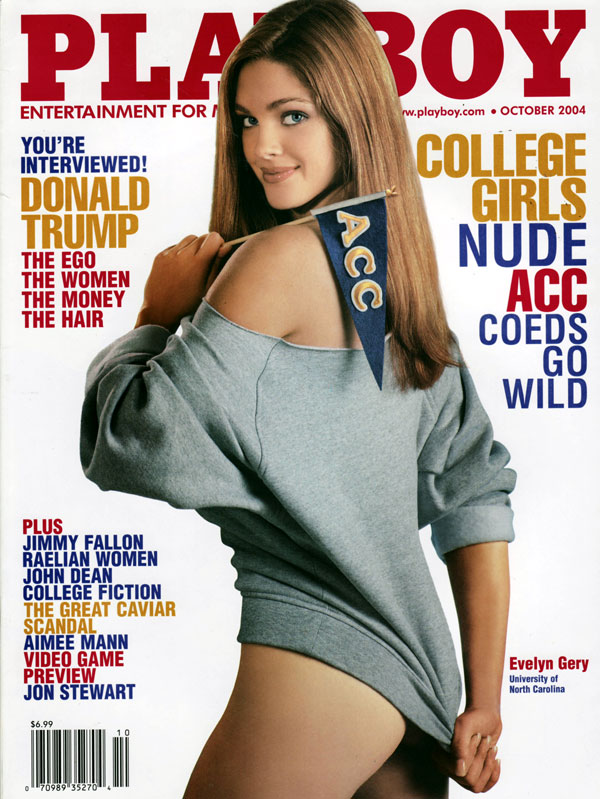 PLAYBOY
ENTERTAINMENT FOR
w.playboy.com • OCTOBER 2004
YOU'RE
INTERVIEWED!
DONALD
TRUMP
THE EGO
THE WOMEN
THE MONEY
THE HAIR
COLLEGE
GIRLS
NUDE
ACC
COEDS
GO
WILD
ACC
PLUS
JIMMY FALLON
RAELIAN WOMEN
JOHN DEAN
COLLEGE FICTION
THE GREAT CAVIAR
SCANDAL
AIMEE MANN
VIDEO GAME
PREVIEW
JON STEWART
Evelyn Gery
University of
North Carolina
$6.99
10
0 70989 35270 4